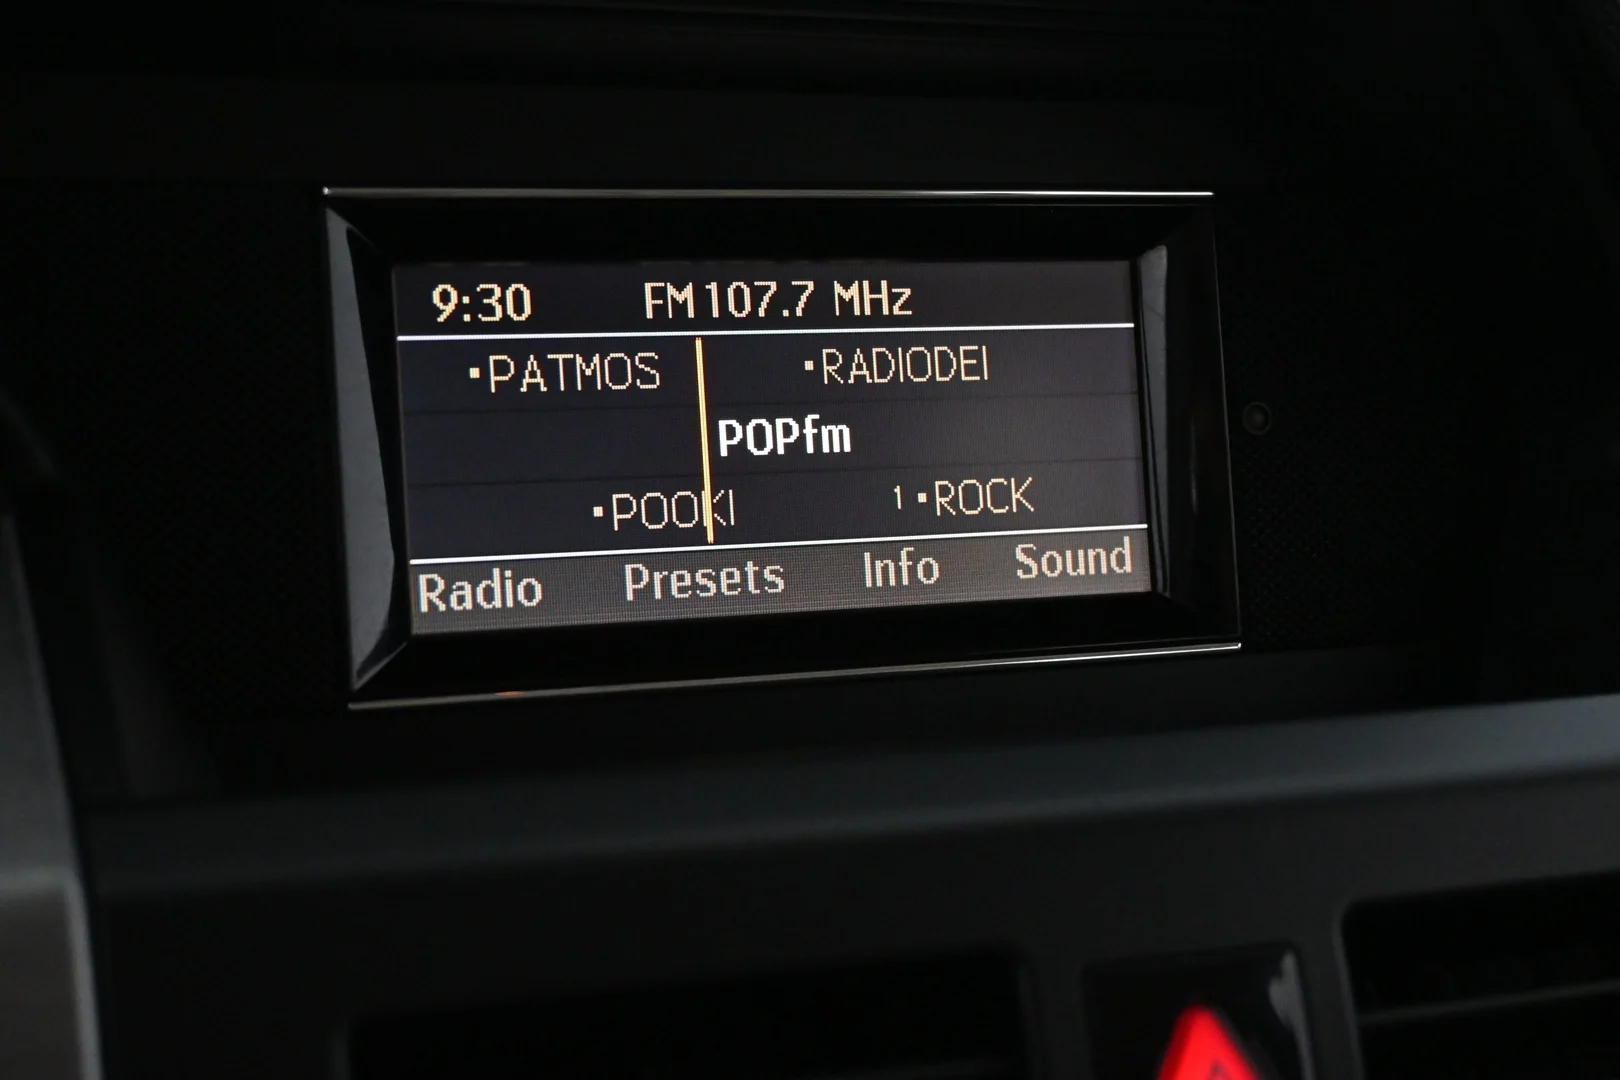 9:30 FM 107.7 MHz
▪PATMOS ▪RADIODEI
POPfm
▪POOKI 1 ▪ROCK
Radio Presets Info Sound